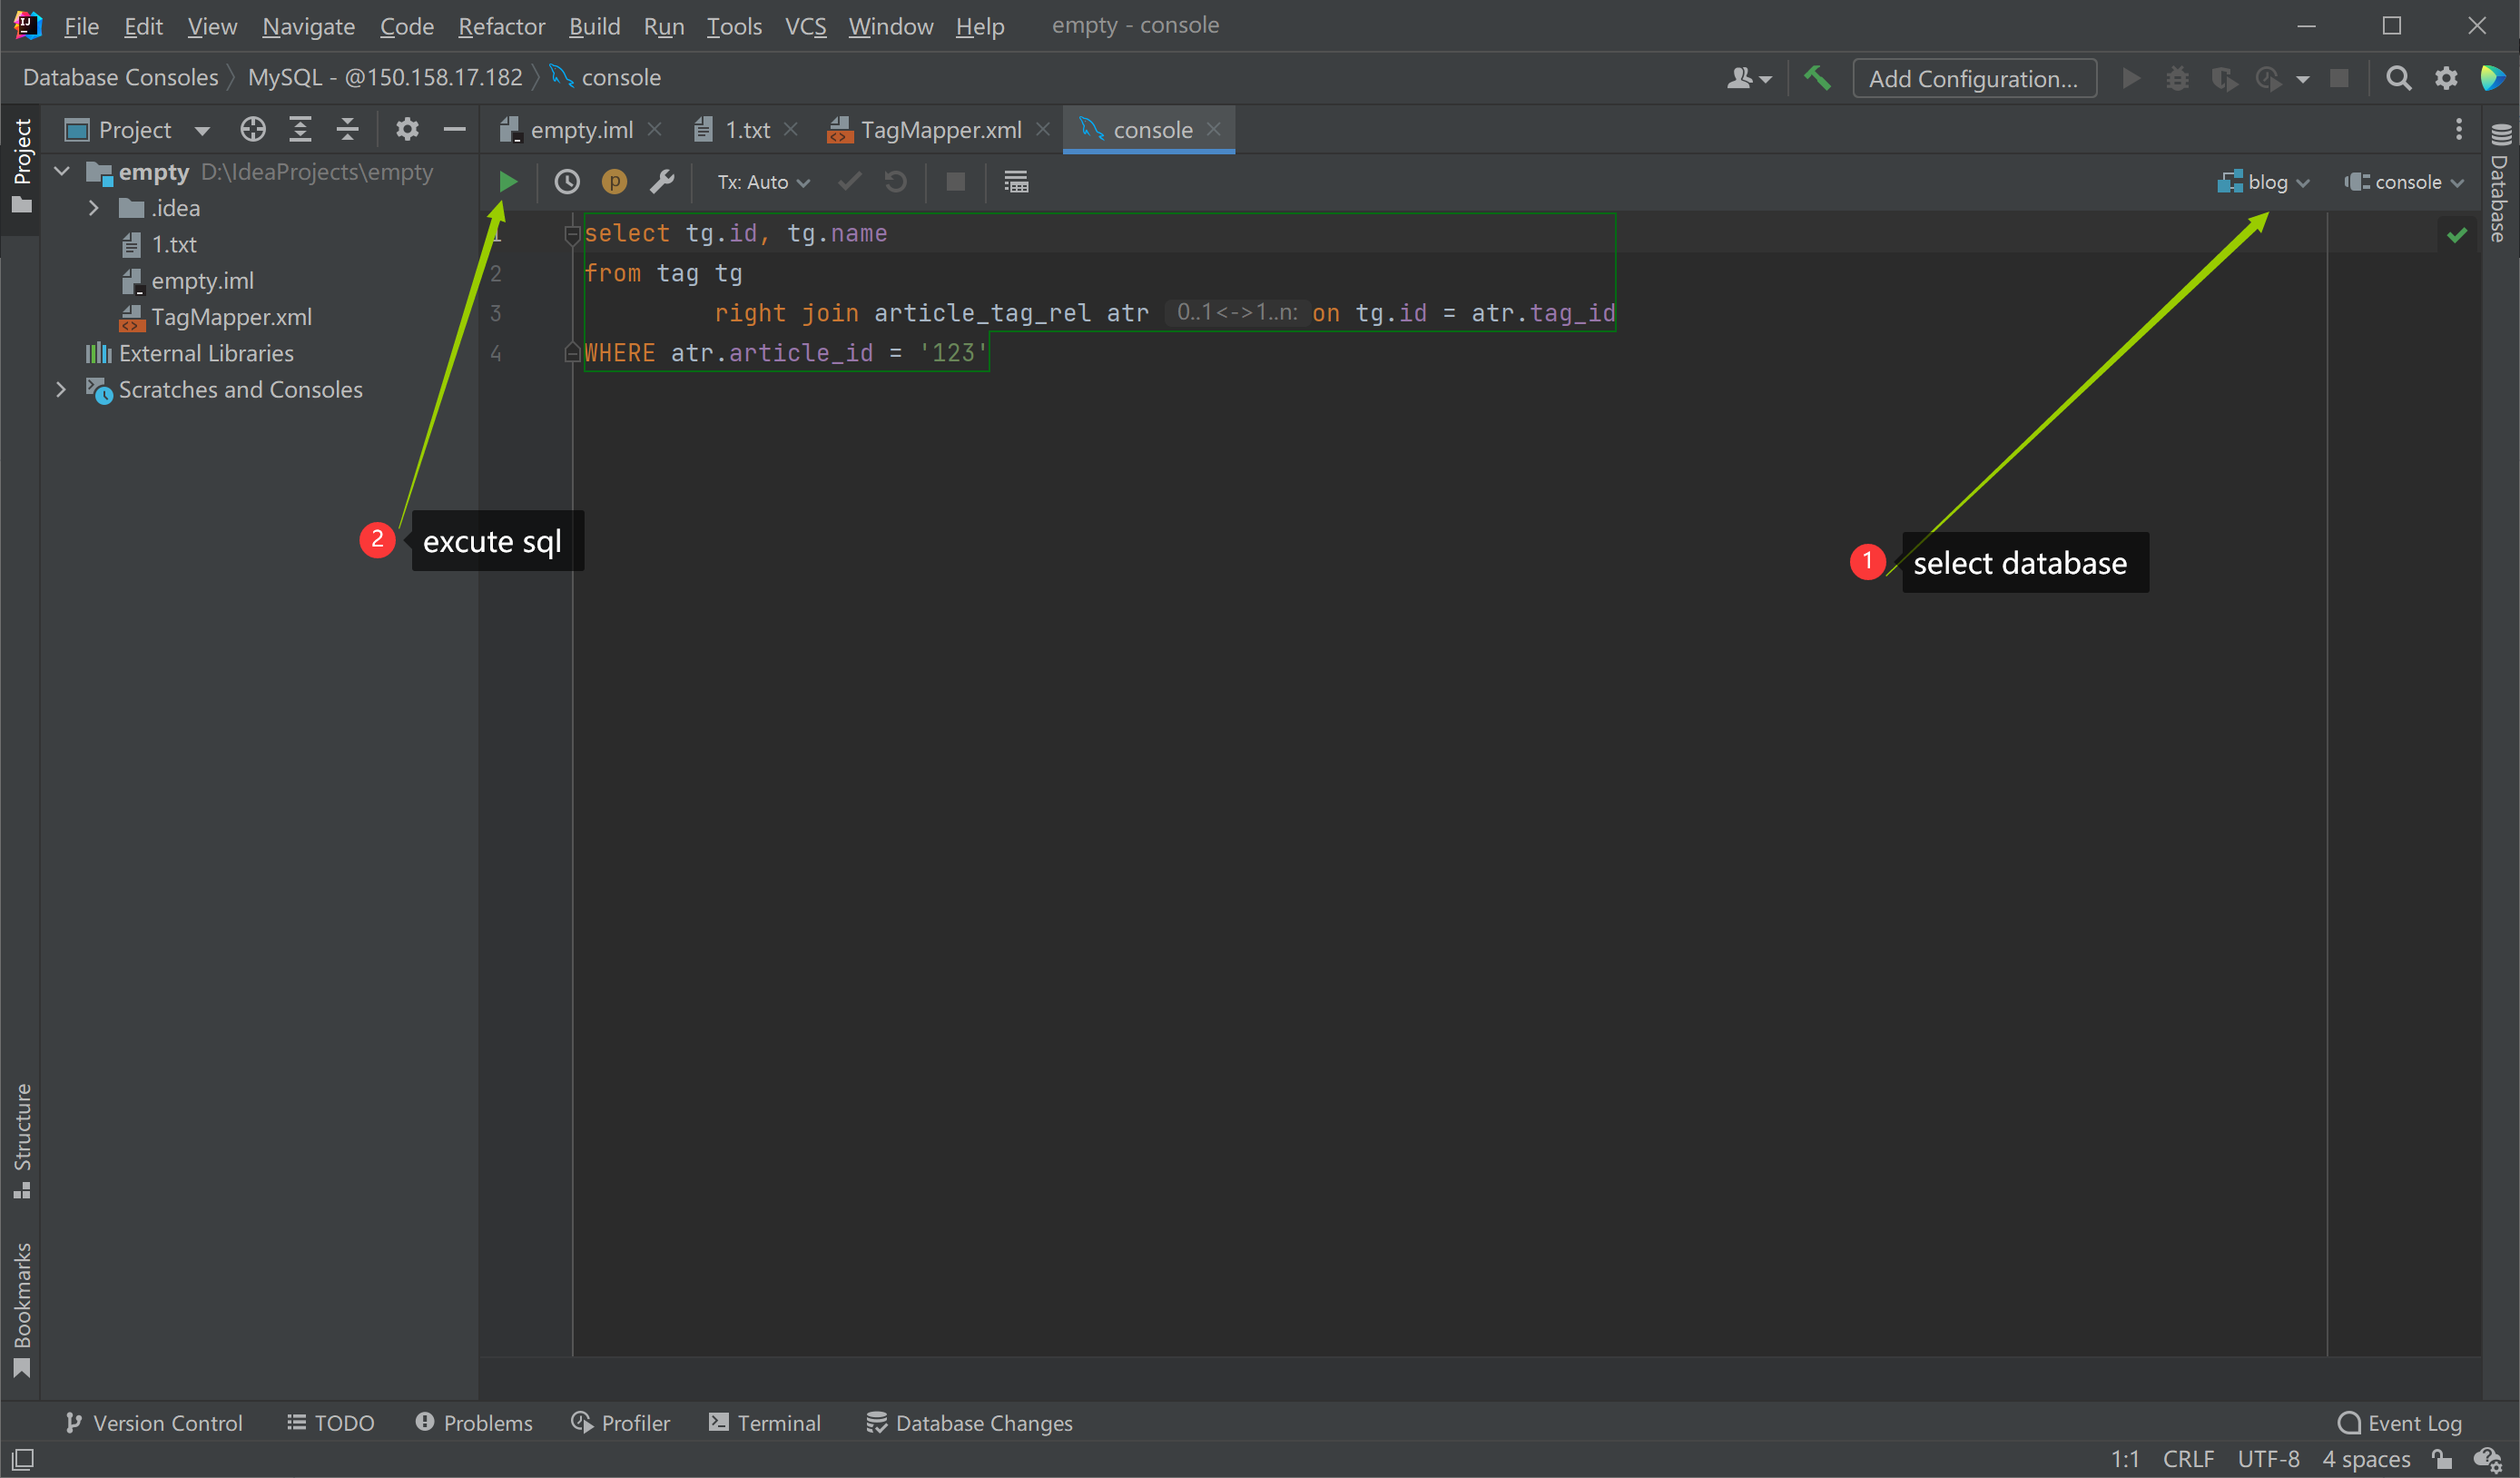 File Edit View Navigate Code Refactor Build Run Tools VCS Window Help empty - console
Database Consoles MySQL - @150.158.17.182 console Add Configuration...
Project empty.iml 1.txt TagMapper.xml console
Project
Database
empty D:\IdeaProjects\empty
.idea
1.txt
empty.iml
TagMapper.xml
External Libraries
Scratches and Consoles
p Tx: Auto blog console
1 select tg.id, tg.name
2 from tag tg
3 right join article_tag_rel atr 0..1<->1..n: on tg.id = atr.tag_id
4 WHERE atr.article_id = '123'
2 excute sql
1 select database
Structure
Bookmarks
Version Control TODO Problems Profiler Terminal Database Changes Event Log
1:1 CRLF UTF-8 4 spaces